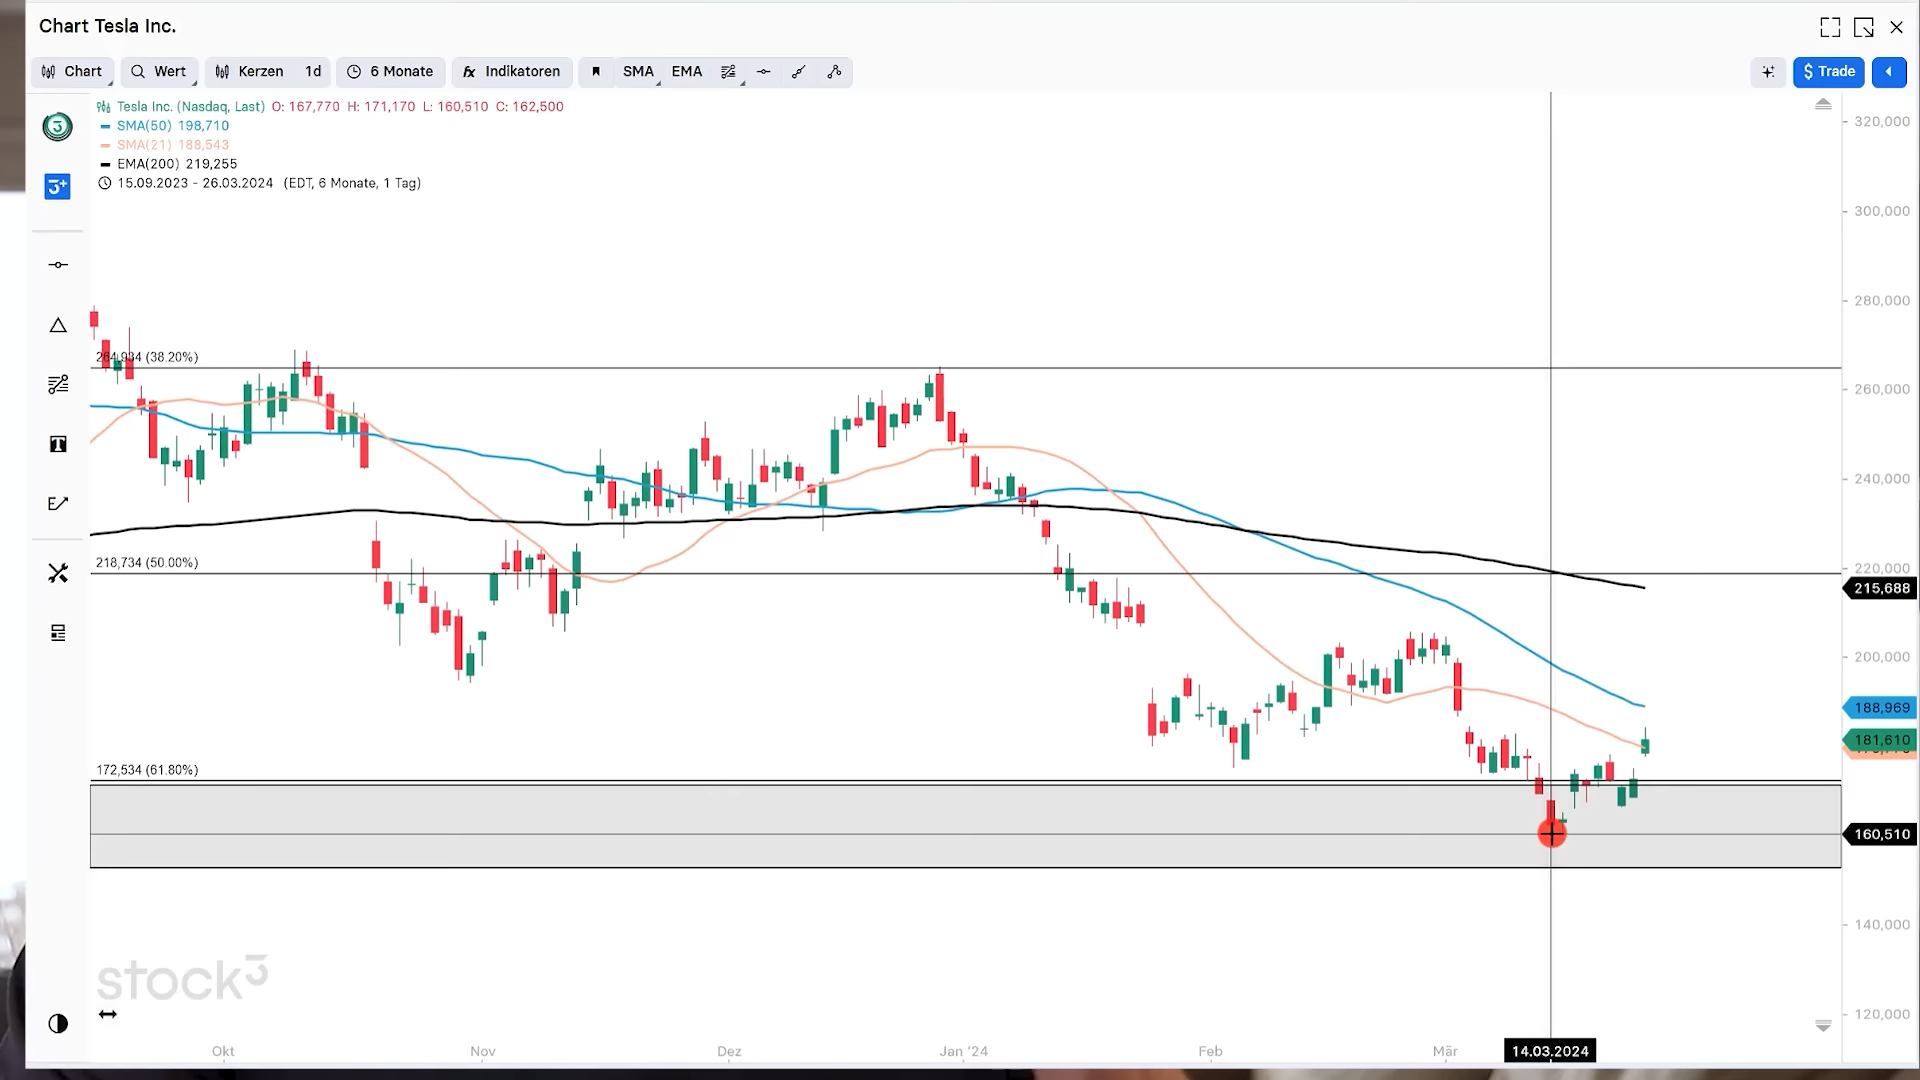 Chart Tesla Inc.
Chart Wert Kerzen 1d 6 Monate fx Indikatoren SMA EMA $ Trade
Tesla Inc. (Nasdaq, Last) O: 167,770 H: 171,170 L: 160,510 C: 162,500
SMA(50) 198,710
SMA(21) 188,543
EMA(200) 219,255
15.09.2023 - 26.03.2024 (EDT, 6 Monate, 1 Tag)
3
3+
T
320,000
300,000
280,000
264,934 (38.20%)
260,000
240,000
218,734 (50.00%)
220,000
215,688
200,000
188,969
181,610
172,534 (61.80%)
160,510
140,000
120,000
stock3
Okt Nov Dez Jan '24 Feb Mär 14.03.2024